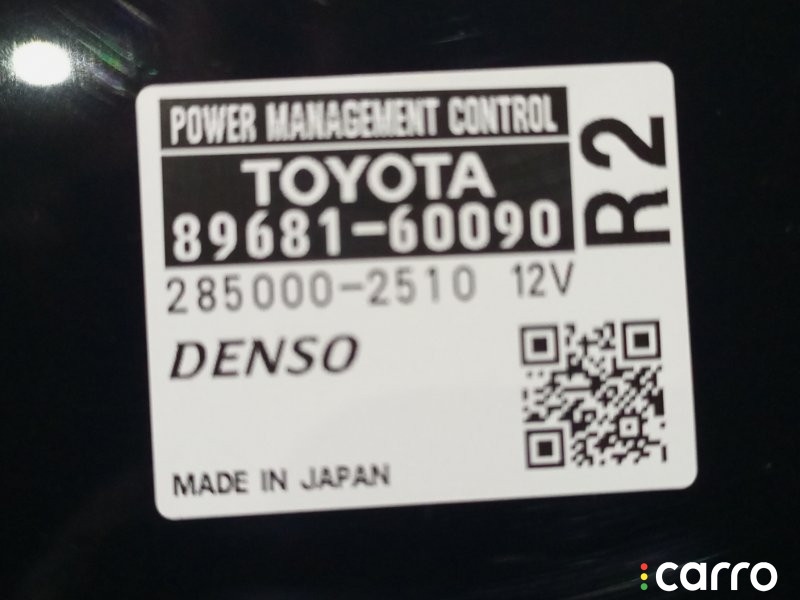 POWER MANAGEMENT CONTROL
TOYOTA
89681-60090
R2
285000-2510 12V
DENSO
MADE IN JAPAN
carro